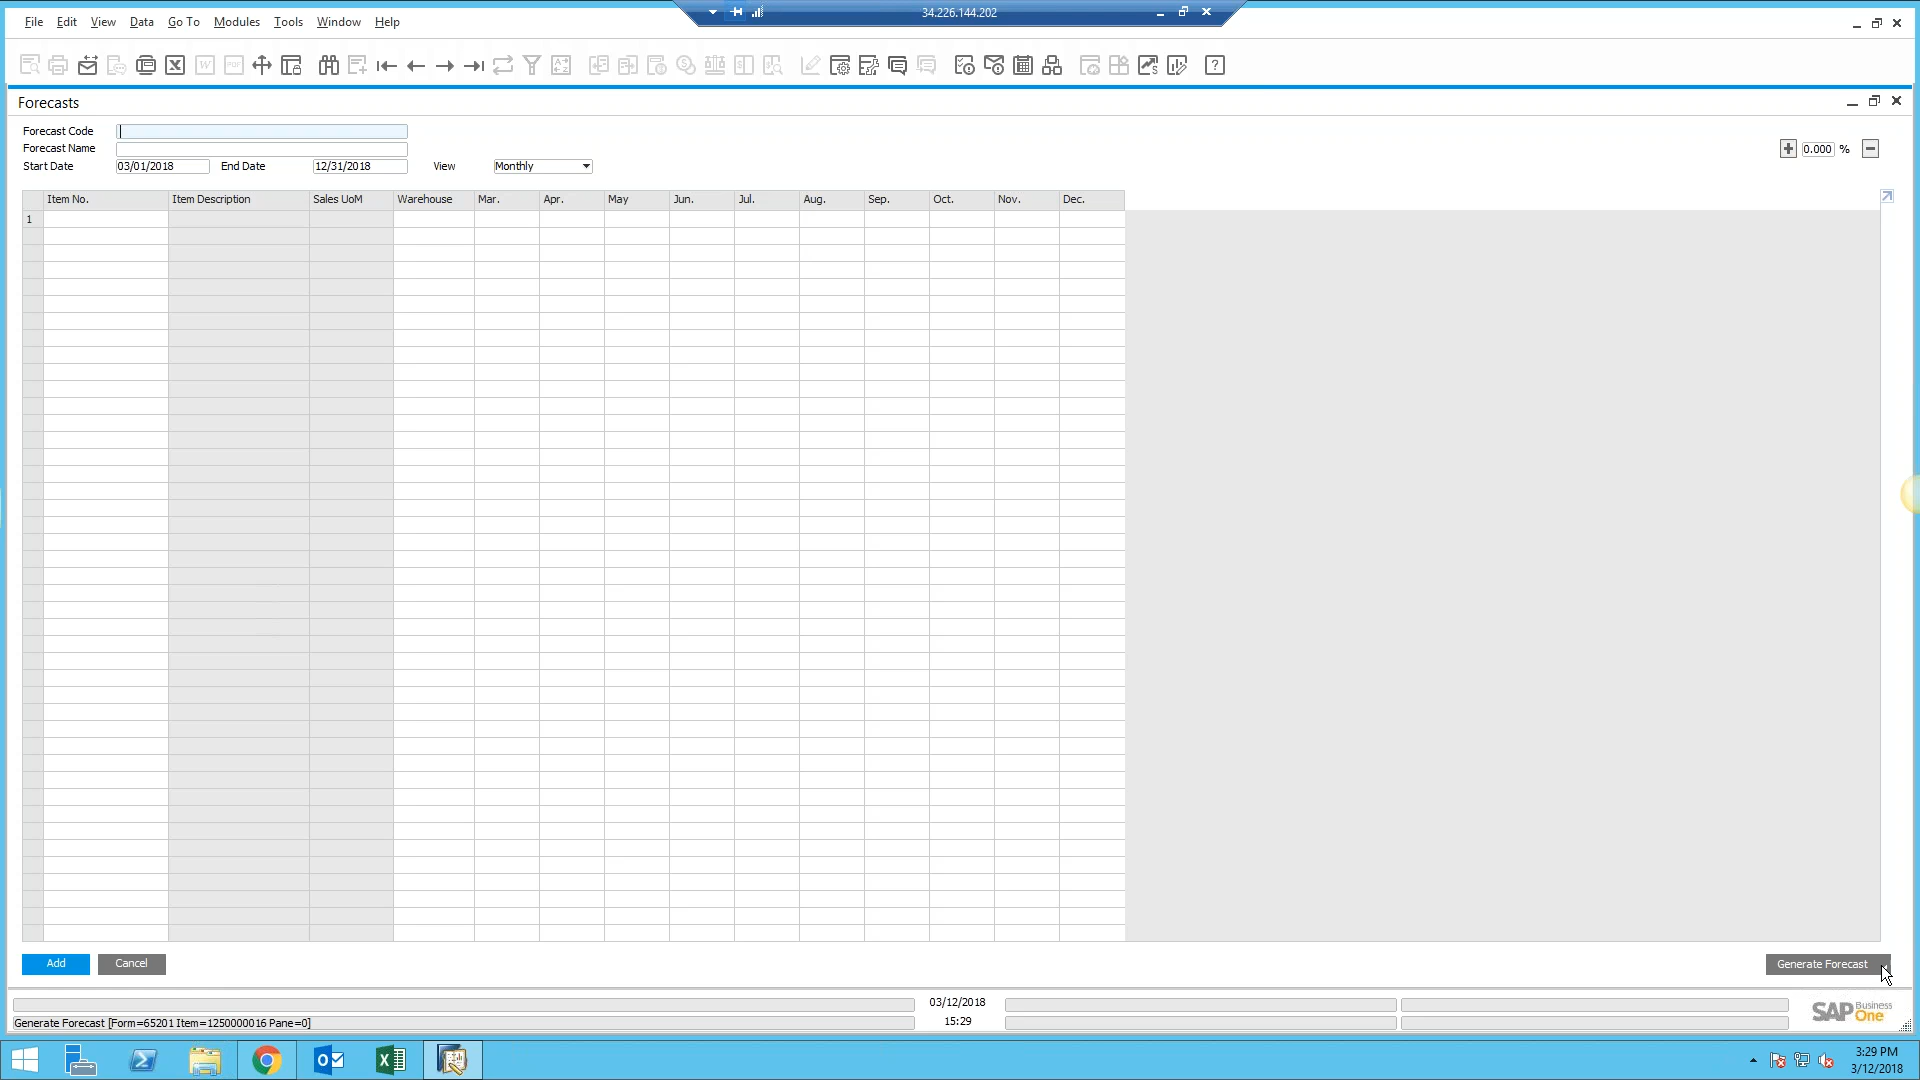 34.226.144.202
File Edit View Data Go To Modules Tools Window Help
Forecasts
Forecast Code
Forecast Name
Start Date 03/01/2018 End Date 12/31/2018 View Monthly
0.000 %
Item No. Item Description Sales UoM Warehouse Mar. Apr. May Jun. Jul. Aug. Sep. Oct. Nov. Dec.
1
Add Cancel Generate Forecast
03/12/2018
Generate Forecast [Form=65201 Item=1250000016 Pane=0] 15:29
SAP Business One
3:29 PM
3/12/2018